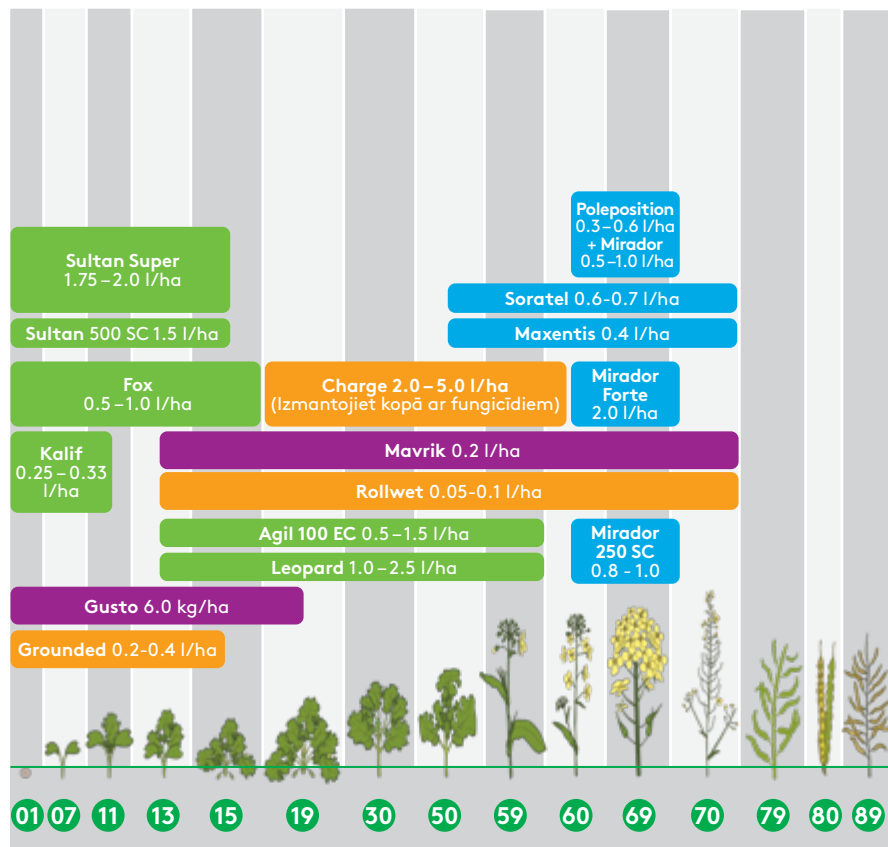 Poleposition
0.3–0.6 l/ha
+ Mirador
0.5–1.0 l/ha
Sultan Super
1.75–2.0 l/ha
Soratel 0.6-0.7 l/ha
Sultan 500 SC 1.5 l/ha
Maxentis 0.4 l/ha
Fox
0.5–1.0 l/ha
Charge 2.0–5.0 l/ha
(Izmantojiet kopā ar fungicīdiem)
Mirador
Forte
2.0 l/ha
Kalif
0.25–0.33
l/ha
Mavrik 0.2 l/ha
Rollwet 0.05-0.1 l/ha
Agil 100 EC 0.5–1.5 l/ha
Leopard 1.0–2.5 l/ha
Mirador
250 SC
0.8 - 1.0
Gusto 6.0 kg/ha
Grounded 0.2-0.4 l/ha
01 07 11 13 15 19 30 50 59 60 69 70 79 80 89